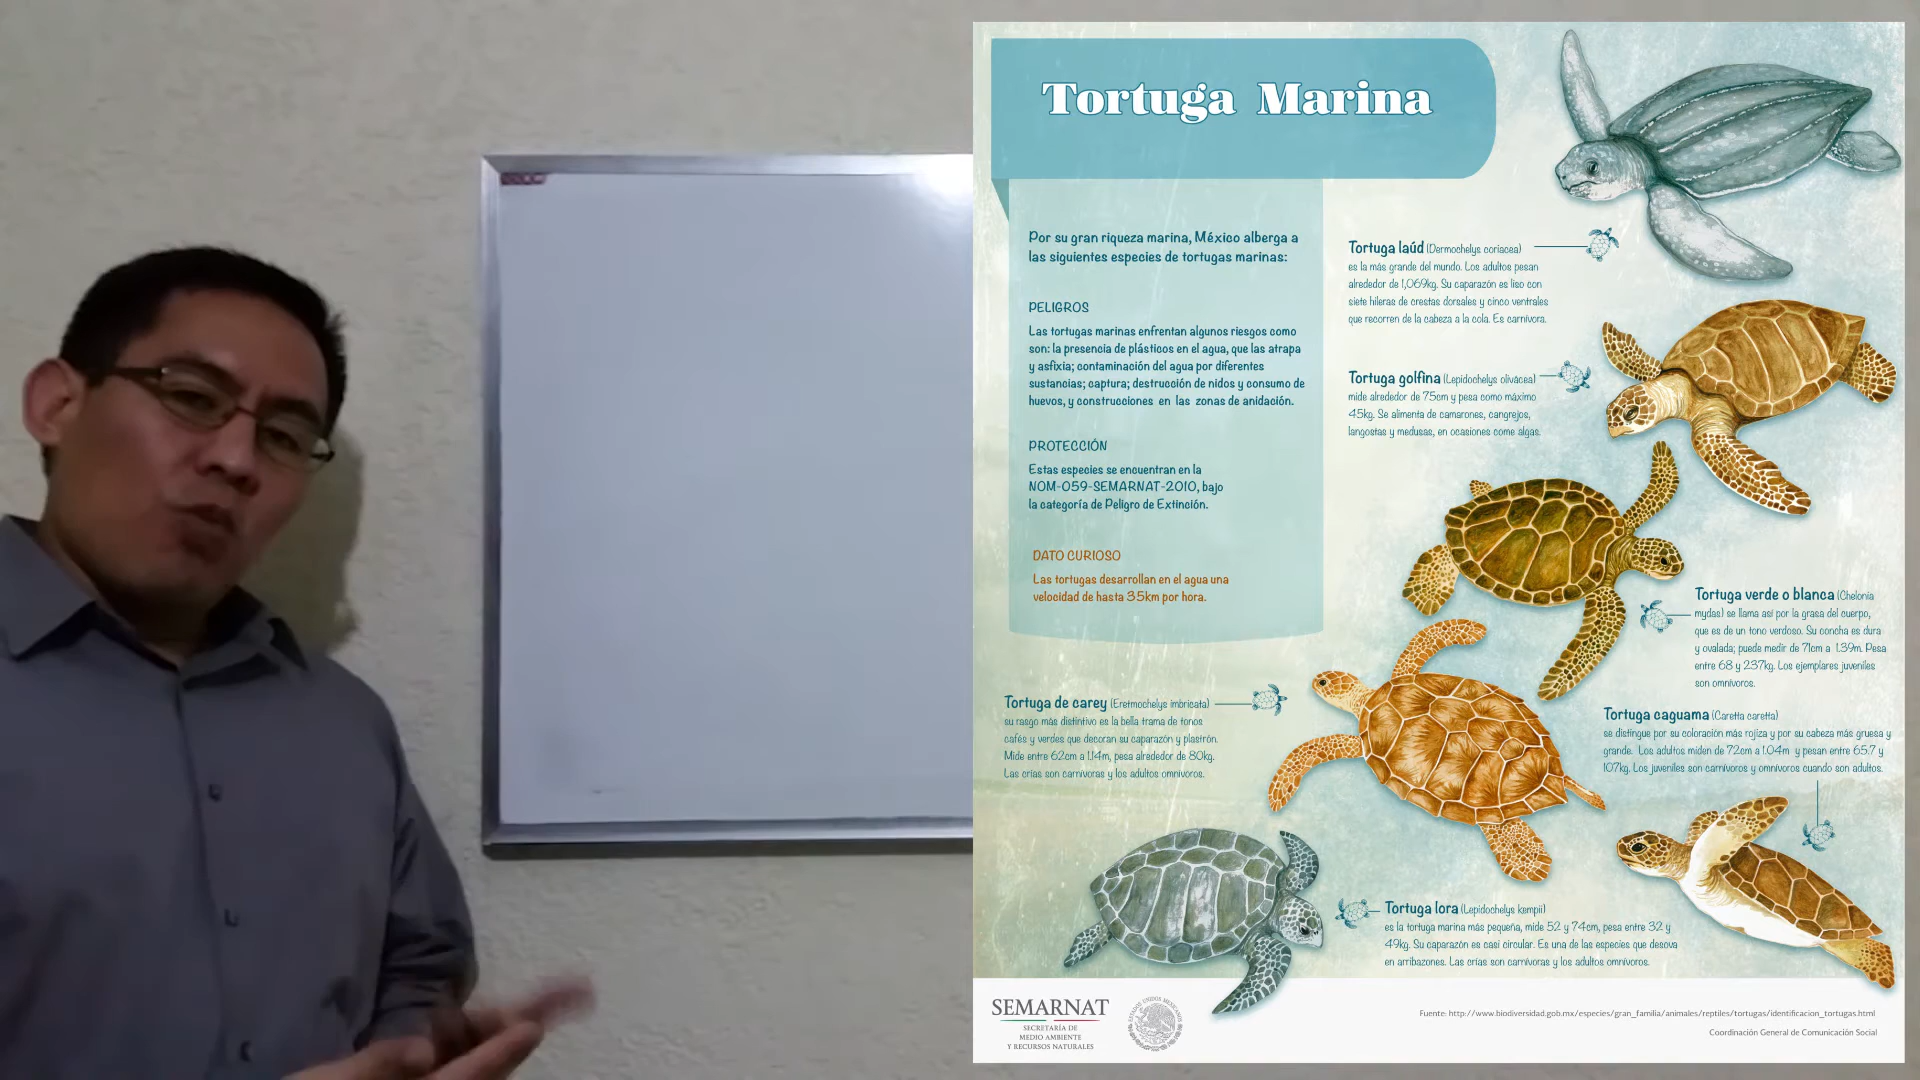 Tortuga Marina
Por su gran riqueza marina, México alberga a
las siguientes especies de tortugas marinas:
PELIGROS
Las tortugas marinas enfrentan algunos riesgos como
son: la presencia de plásticos en el agua, que las atrapa
y asfixia; contaminación del agua por diferentes
sustancias; captura; destrucción de nidos y consumo de
huevos, y construcciones en las zonas de anidación.
PROTECCIÓN
Estas especies se encuentran en la
NOM-059-SEMARNAT-2010, bajo
la categoría de Peligro de Extinción.
DATO CURIOSO
Las tortugas desarrollan en el agua una
velocidad de hasta 35km por hora.
Tortuga laúd (Dermochelys coriacea)
es la más grande del mundo. Los adultos pesan
alrededor de 1,069kg. Su caparazón es liso con
siete hileras de crestas dorsales y cinco ventrales
que recorren de la cabeza a la cola. Es carnívora.
Tortuga golfina (Lepidochelys olivácea)
mide alrededor de 75cm y pesa como máximo
45kg. Se alimenta de camarones, cangrejos,
langostas y medusas, en ocasiones come algas.
Tortuga verde o blanca (Chelonia
mydas) se llama así por la grasa del cuerpo,
que es de un tono verdoso. Su concha es dura
y ovalada; puede medir de 71cm a 1.39m. Pesa
entre 68 y 237kg. Los ejemplares juveniles
son omnívoros.
Tortuga de carey (Eretmochelys imbricata)
su rasgo más distintivo es la bella trama de tonos
cafés y verdes que decoran su caparazón y plastrón.
Mide entre 62cm a 1.14m, pesa alrededor de 80kg.
Las crías son carnívoras y los adultos omnívoros.
Tortuga caguama (Caretta caretta)
se distingue por su coloración más rojiza y por su cabeza más gruesa y
grande. Los adultos miden de 72cm a 1.04m y pesan entre 65.7 y
107kg. Los juveniles son carnívoros y omnívoros cuando son adultos.
Tortuga lora (Lepidochelys kempii)
es la tortuga marina más pequeña, mide 52 y 74cm, pesa entre 32 y
49kg. Su caparazón es casi circular. Es una de las especies que desova
en arribazones. Las crías son carnívoras y los adultos omnívoros.
SEMARNAT
SECRETARÍA DE
MEDIO AMBIENTE
Y RECURSOS NATURALES
ESTADOS UNIDOS MEXICANOS
Fuente: http://www.biodiversidad.gob.mx/especies/gran_familia/animales/reptiles/tortugas/identificacion_tortugas.html
Coordinación General de Comunicación Social